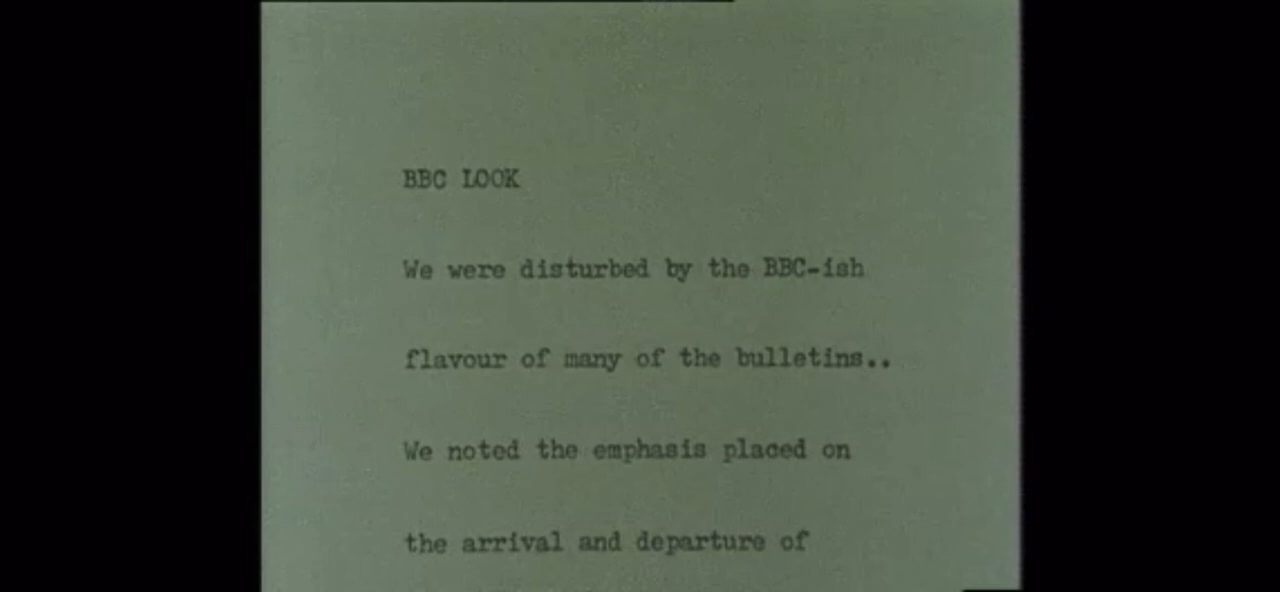 BBC LOOK
We were disturbed by the BBC-ish
flavour of many of the bulletins..
We noted the emphasis placed on
the arrival and departure of